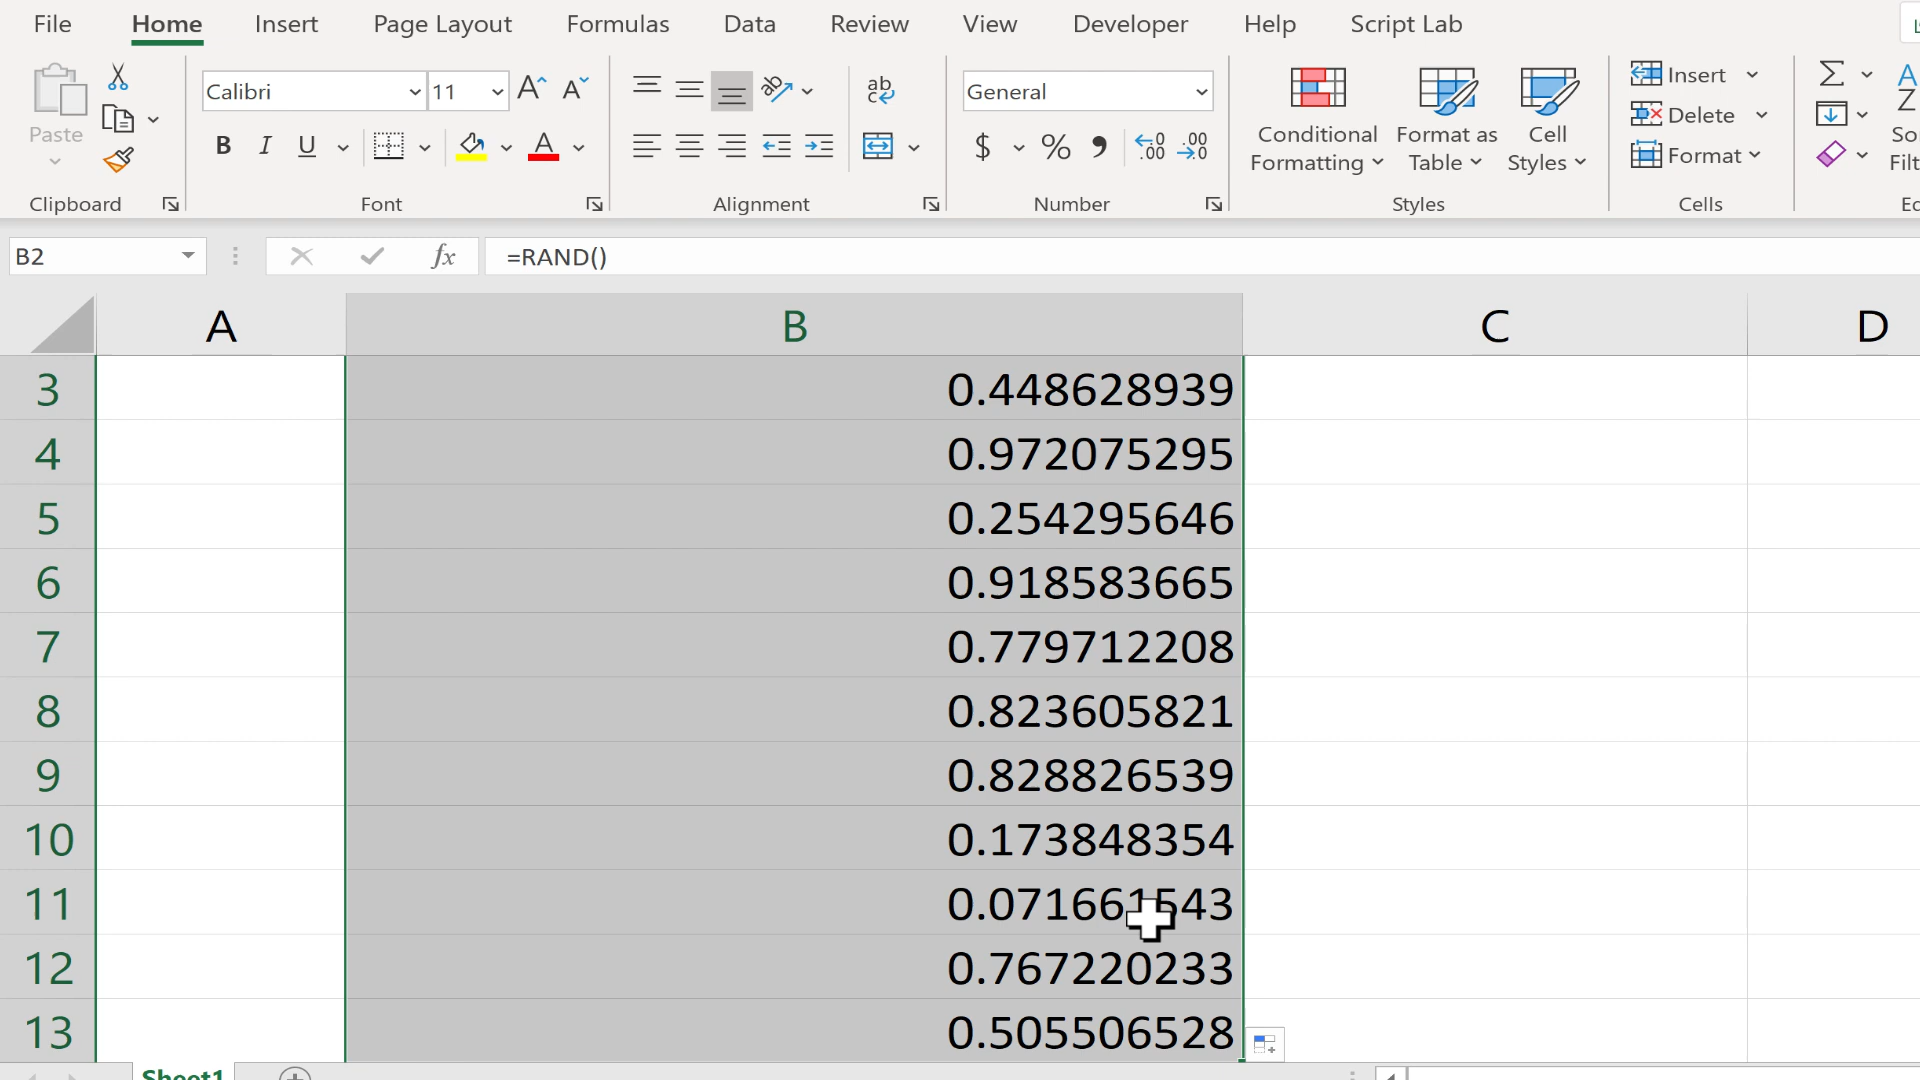 File Home Insert Page Layout Formulas Data Review View Developer Help Script Lab
Calibri 11 General
Paste
B I U
ab
$ % ,
Conditional Formatting
Format as Table
Cell Styles
Insert
Delete
Format
Clipboard Font Alignment Number Styles Cells
B2 fx =RAND()
A B C D
3 0.448628939
4 0.972075295
5 0.254295646
6 0.918583665
7 0.779712208
8 0.823605821
9 0.828826539
10 0.173848354
11 0.071661543
12 0.767220233
13 0.505506528
Sheet1